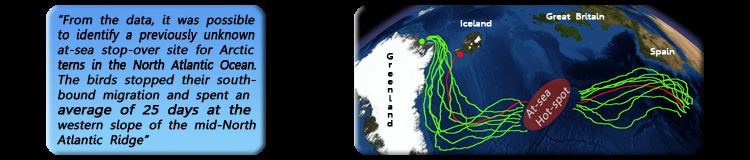 “From the data, it was possible
to identify a previously unknown
at-sea stop-over site for Arctic
terns in the North Atlantic Ocean.
The birds stopped their south-
bound migration and spent an
average of 25 days at the
western slope of the mid-North
Atlantic Ridge”
Iceland
Great Britain
Spain
Greenland
At-sea
Hot-spot